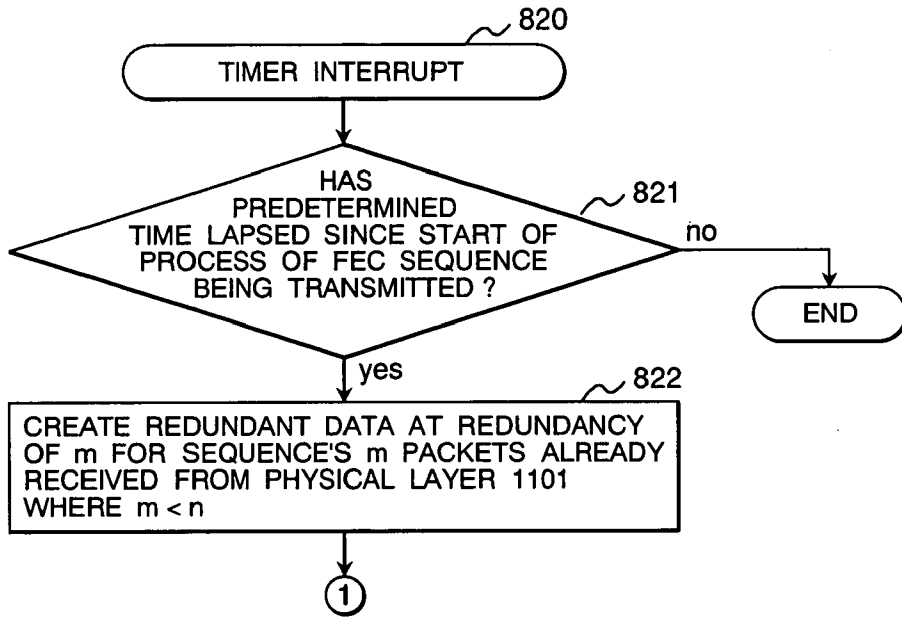 820
TIMER INTERRUPT
HAS
PREDETERMINED
TIME LAPSED SINCE START OF
PROCESS OF FEC SEQUENCE
BEING TRANSMITTED ?
821
no
END
yes
822
CREATE REDUNDANT DATA AT REDUNDANCY
OF m FOR SEQUENCE'S m PACKETS ALREADY
RECEIVED FROM PHYSICAL LAYER 1101
WHERE m < n
1